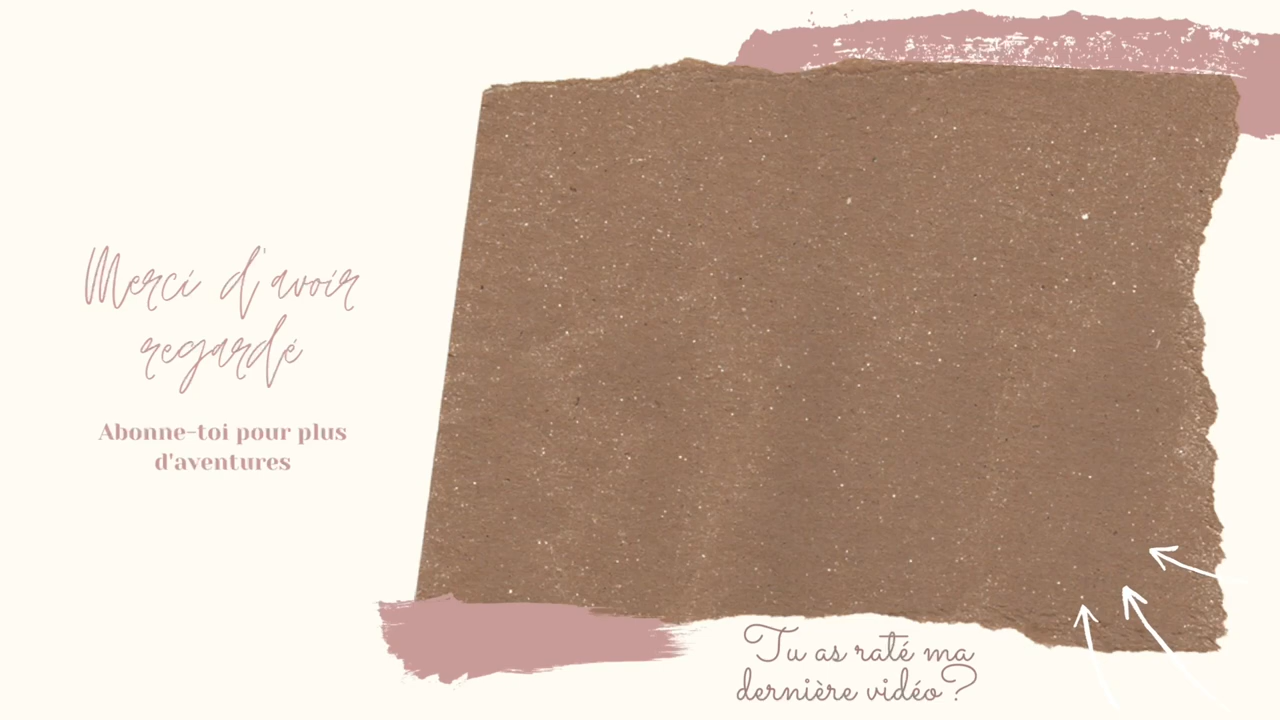 Merci d'avoir
regardé
Abonne-toi pour plus
d'aventures
Tu as raté ma
dernière vidéo?